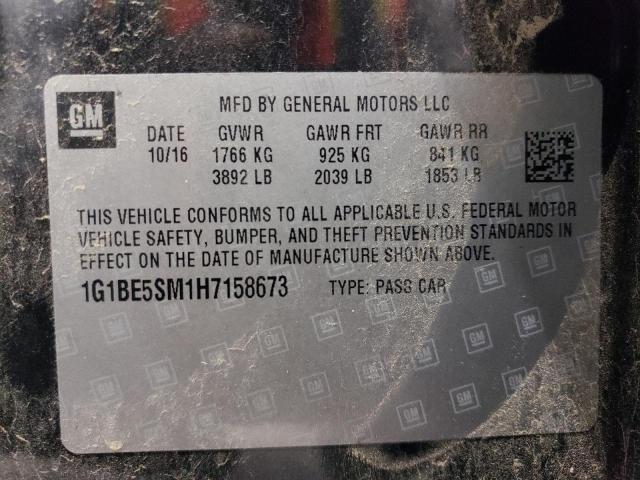 GM
MFD BY GENERAL MOTORS LLC
DATE GVWR GAWR FRT GAWR RR
10/16 1766 KG 925 KG 841 KG
3892 LB 2039 LB 1853 LB
THIS VEHICLE CONFORMS TO ALL APPLICABLE U.S. FEDERAL MOTOR
VEHICLE SAFETY, BUMPER, AND THEFT PREVENTION STANDARDS IN
EFFECT ON THE DATE OF MANUFACTURE SHOWN ABOVE.
1G1BE5SM1H7158673 TYPE: PASS CAR